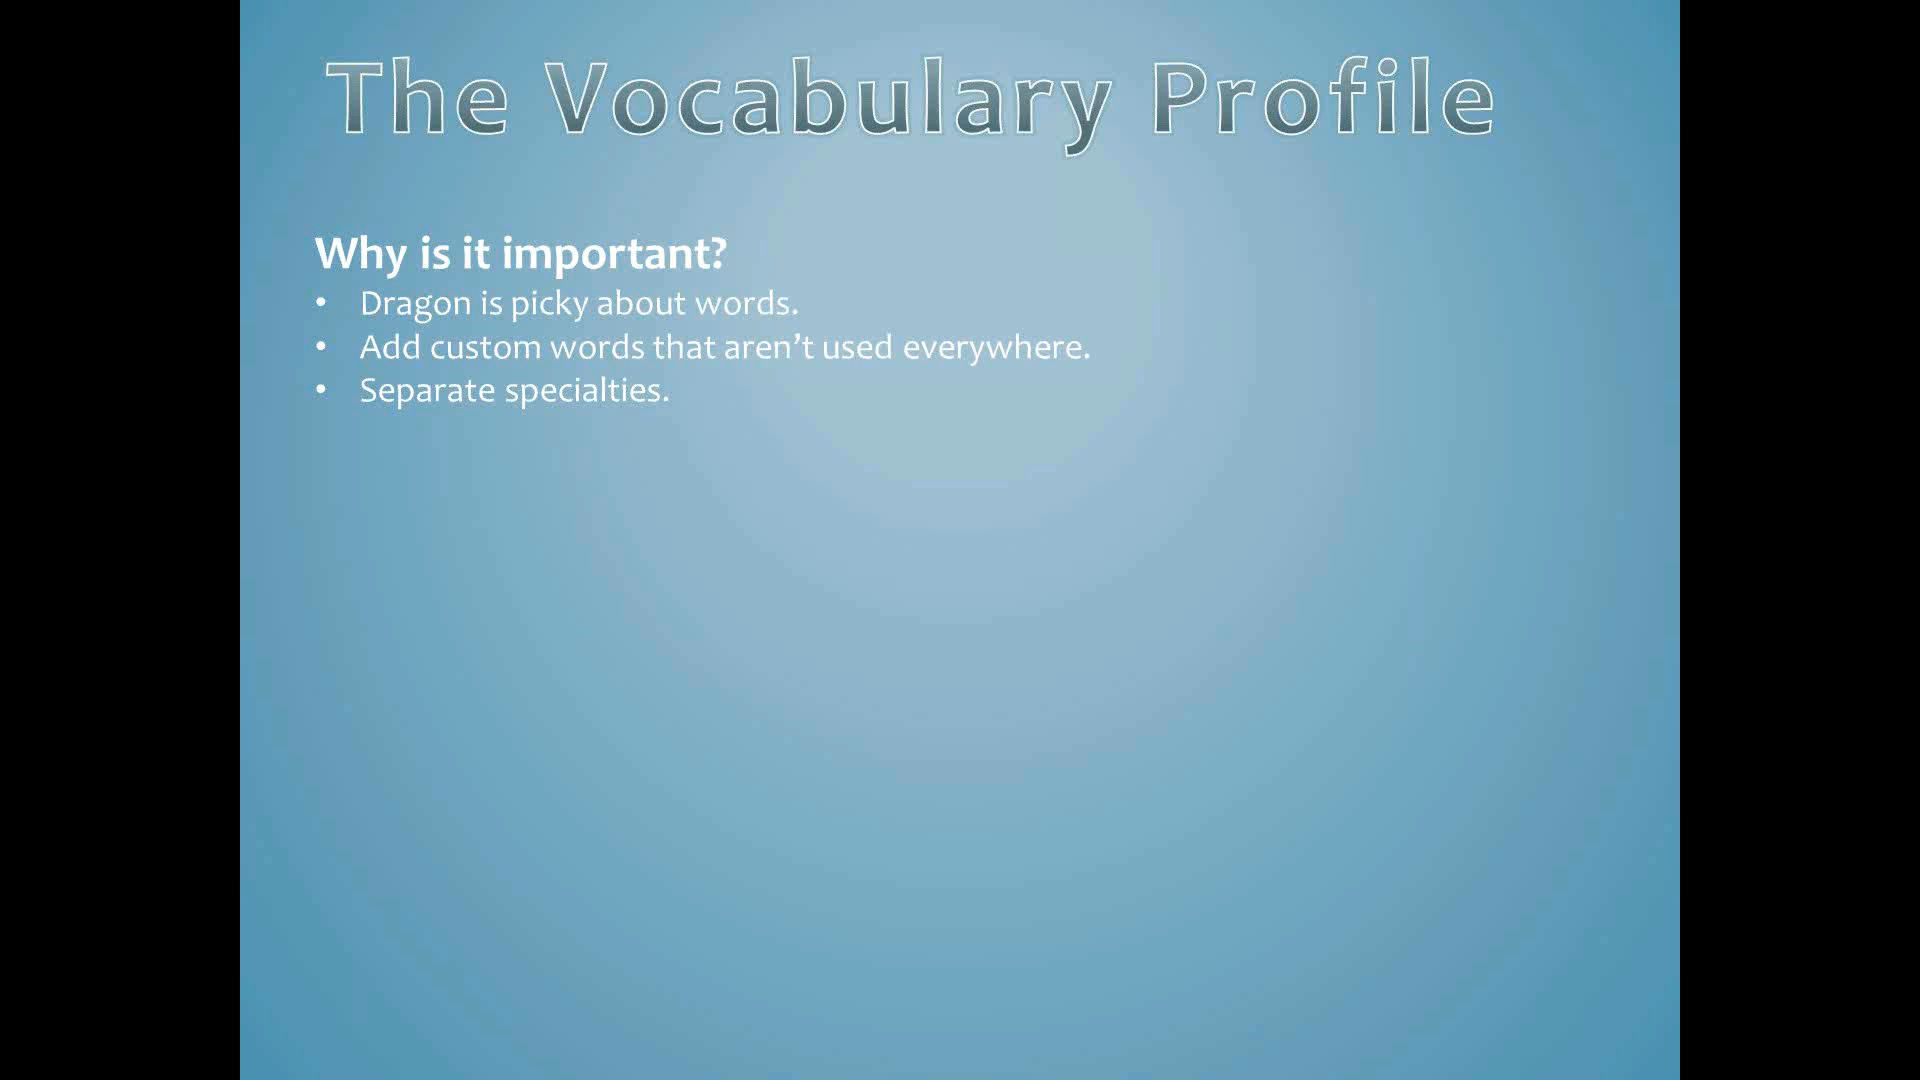 The Vocabulary Profile
Why is it important?
• Dragon is picky about words.
• Add custom words that aren’t used everywhere.
• Separate specialties.